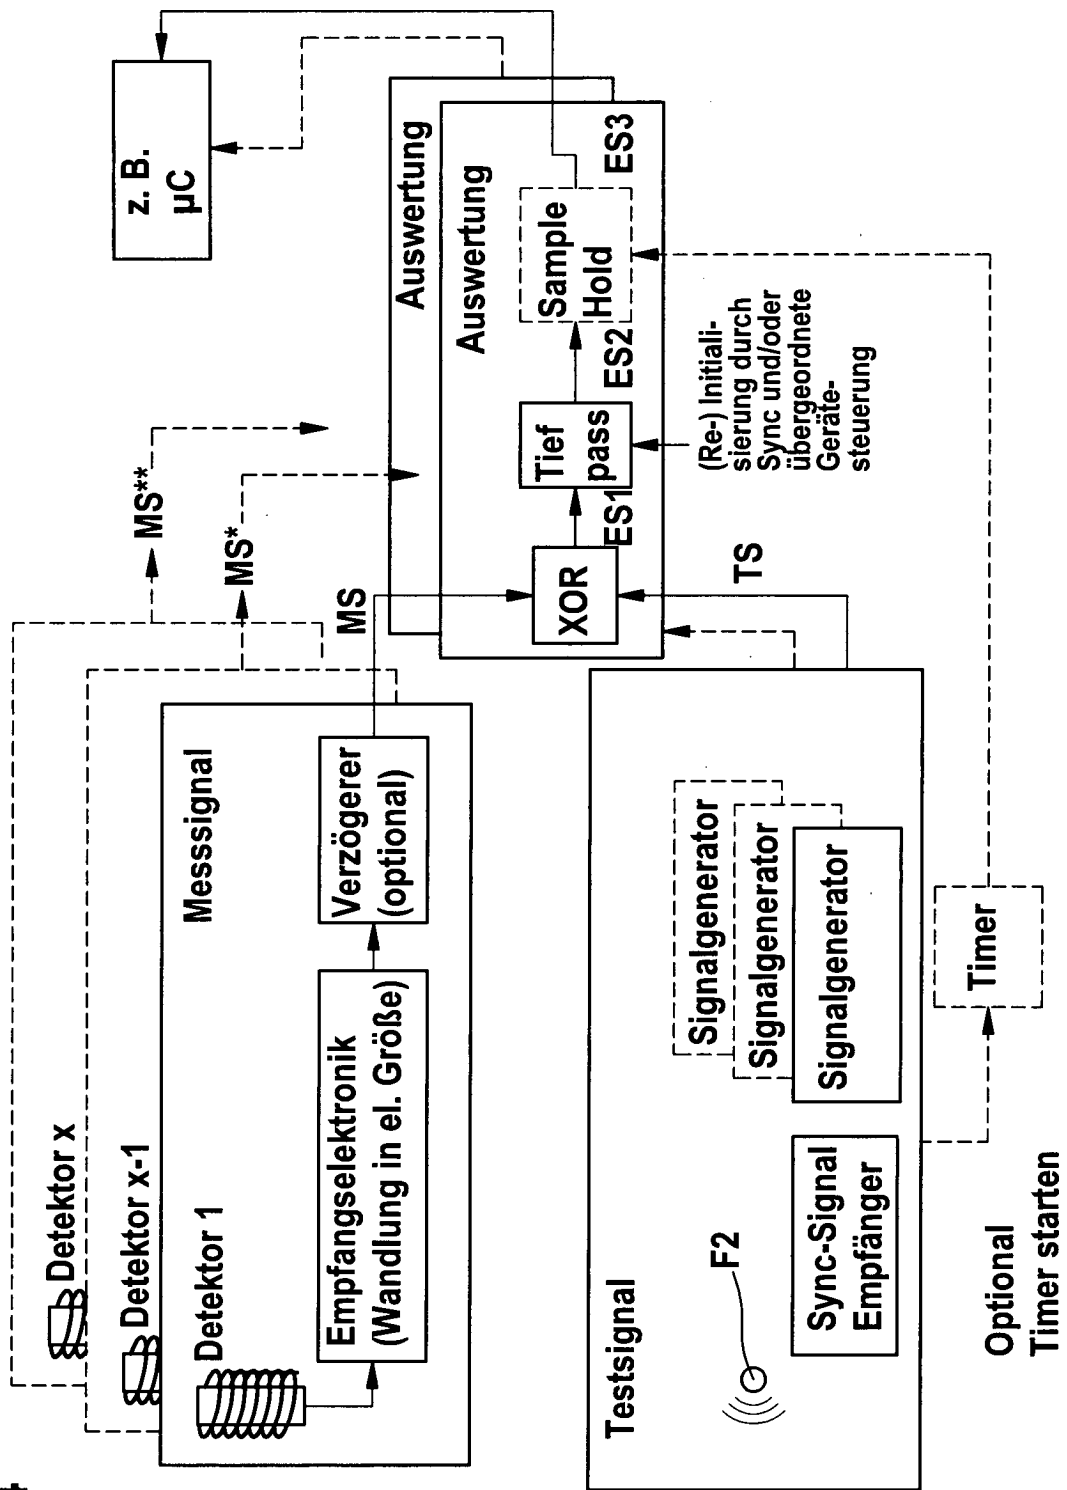 Detektor x
Detektor x-1
Detektor 1
Messsignal
Empfangselektronik
(Wandlung in el. Größe)
Verzögerer
(optional)
MS**
MS*
MS
z. B.
µC
Auswertung
Auswertung
XOR
ES1
Tief
pass
ES2
Sample
Hold
ES3
TS
(Re-) Initiali-
sierung durch
Sync und/oder
übergeordnete
Geräte-
steuerung
Testsignal
F2
Sync-Signal
Empfänger
Signalgenerator
Signalgenerator
Signalgenerator
Timer
Optional
Timer starten